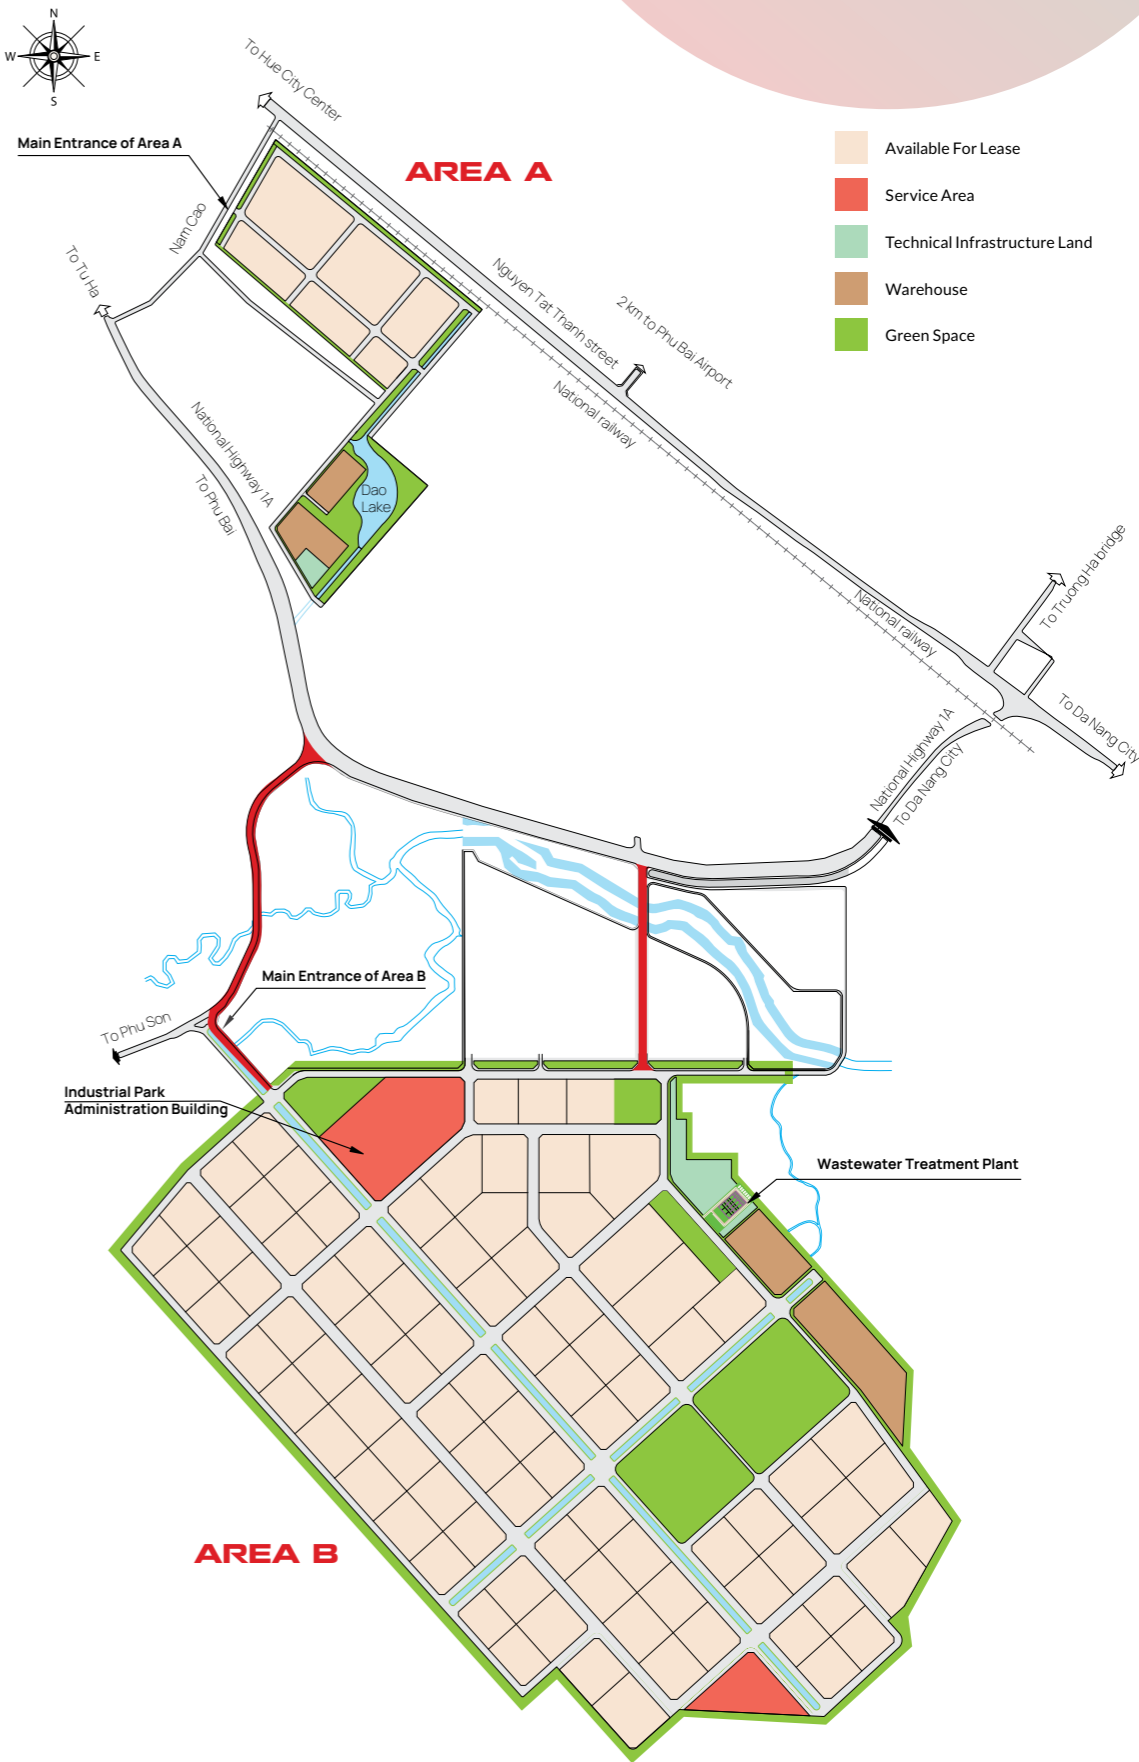 N
W
E
S
To Hue City Center
Main Entrance of Area A
AREA A
Available For Lease
Service Area
Technical Infrastructure Land
Warehouse
Green Space
Nam Cao
To Tu Ha
Nguyen Tat Thanh street
2 km to Phu Bai Airport
National railway
National Highway 1A
To Phu Bai
Dao
Lake
National railway
To Truong Ha bridge
To Da Nang City
National Highway 1A
To Da Nang City
Main Entrance of Area B
To Phu Son
Industrial Park
Administration Building
Wastewater Treatment Plant
AREA B